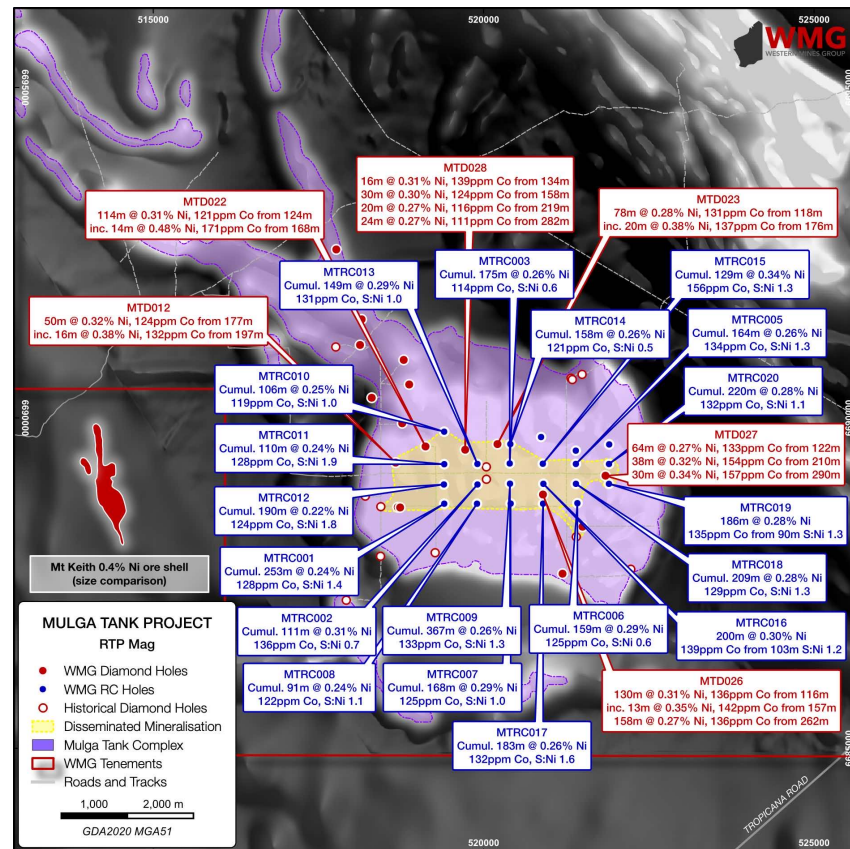 515000
520000
525000
WMG
WESTERN MINES GROUP
6695000
6695000
MTD028
16m @ 0.31% Ni, 139ppm Co from 134m
30m @ 0.30% Ni, 124ppm Co from 158m
20m @ 0.27% Ni, 116ppm Co from 219m
24m @ 0.27% Ni, 111ppm Co from 282m
MTD022
114m @ 0.31% Ni, 121ppm Co from 124m
inc. 14m @ 0.48% Ni, 171ppm Co from 168m
MTD023
78m @ 0.28% Ni, 131ppm Co from 118m
inc. 20m @ 0.38% Ni, 137ppm Co from 176m
MTRC013
Cumul. 149m @ 0.29% Ni
131ppm Co, S:Ni 1.0
MTRC003
Cumul. 175m @ 0.26% Ni
114ppm Co, S:Ni 0.6
MTRC015
Cumul. 129m @ 0.34% Ni
156ppm Co, S:Ni 1.3
MTD012
50m @ 0.32% Ni, 124ppm Co from 177m
inc. 16m @ 0.38% Ni, 132ppm Co from 197m
MTRC014
Cumul. 158m @ 0.26% Ni
121ppm Co, S:Ni 0.5
MTRC005
Cumul. 164m @ 0.26% Ni
134ppm Co, S:Ni 1.3
MTRC010
Cumul. 106m @ 0.25% Ni
119ppm Co, S:Ni 1.0
MTRC020
Cumul. 220m @ 0.28% Ni
132ppm Co, S:Ni 1.1
6690000
6690000
MTRC011
Cumul. 110m @ 0.24% Ni
128ppm Co, S:Ni 1.9
MTD027
64m @ 0.27% Ni, 133ppm Co from 122m
38m @ 0.32% Ni, 154ppm Co from 210m
30m @ 0.34% Ni, 157ppm Co from 290m
MTRC012
Cumul. 190m @ 0.22% Ni
124ppm Co, S:Ni 1.8
MTRC019
186m @ 0.28% Ni
135ppm Co from 90m S:Ni 1.3
MTRC001
Cumul. 253m @ 0.24% Ni
128ppm Co, S:Ni 1.4
MTRC018
Cumul. 209m @ 0.28% Ni
129ppm Co, S:Ni 1.3
Mt Keith 0.4% Ni ore shell
(size comparison)
MTRC002
Cumul. 111m @ 0.31% Ni
136ppm Co, S:Ni 0.7
MTRC009
Cumul. 367m @ 0.26% Ni
133ppm Co, S:Ni 1.3
MTRC006
Cumul. 159m @ 0.29% Ni
125ppm Co, S:Ni 0.6
MTRC016
200m @ 0.30% Ni
139ppm Co from 103m S:Ni 1.2
MTRC008
Cumul. 91m @ 0.24% Ni
122ppm Co, S:Ni 1.1
MTRC007
Cumul. 168m @ 0.29% Ni
125ppm Co, S:Ni 1.0
MTD026
130m @ 0.31% Ni, 136ppm Co from 116m
inc. 13m @ 0.35% Ni, 142ppm Co from 157m
158m @ 0.27% Ni, 136ppm Co from 262m
MTRC017
Cumul. 183m @ 0.26% Ni
132ppm Co, S:Ni 1.6
MULGA TANK PROJECT
RTP Mag
WMG Diamond Holes
WMG RC Holes
Historical Diamond Holes
Disseminated Mineralisation
Mulga Tank Complex
WMG Tenements
Roads and Tracks
1,000 2,000 m
GDA2020 MGA51
6685000
TROPICANA ROAD
520000
525000